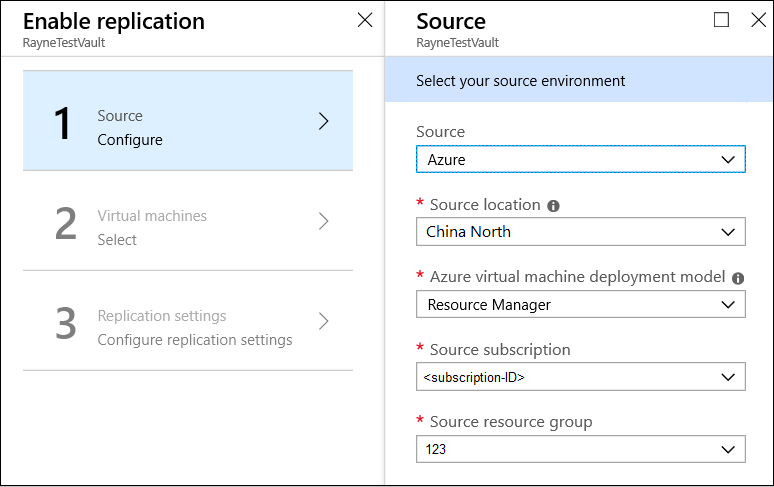 Enable replication
RayneTestVault
1
Source
Configure
2
Virtual machines
Select
3
Replication settings
Configure replication settings
Source
RayneTestVault
Select your source environment
Source
Azure
* Source location
China North
* Azure virtual machine deployment model
Resource Manager
* Source subscription
<subscription-ID>
* Source resource group
123